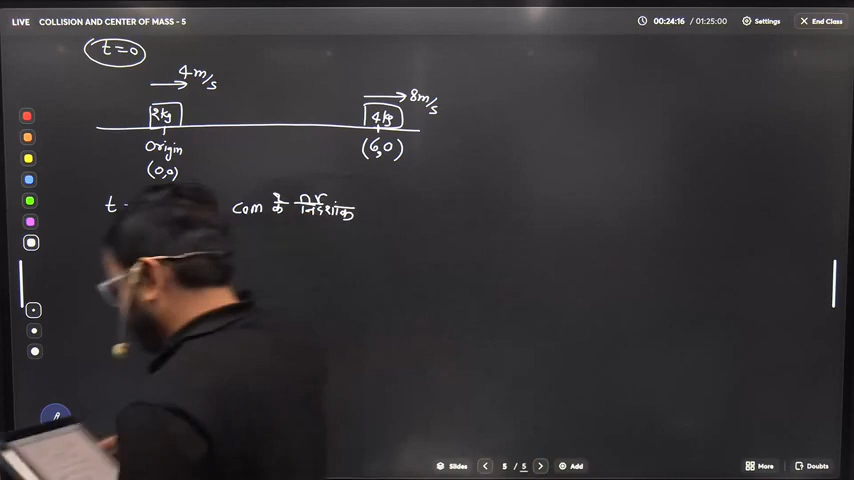 LIVE COLLISION AND CENTER OF MASS - 5
00:24:16 /01:25:00 Settings End Class
t=0
4m/s
8m/s
2kg
4kg
Origin
(6,0)
(0,0)
t -
com के निर्देशांक
Slides 5 / 5 Add More Doubts